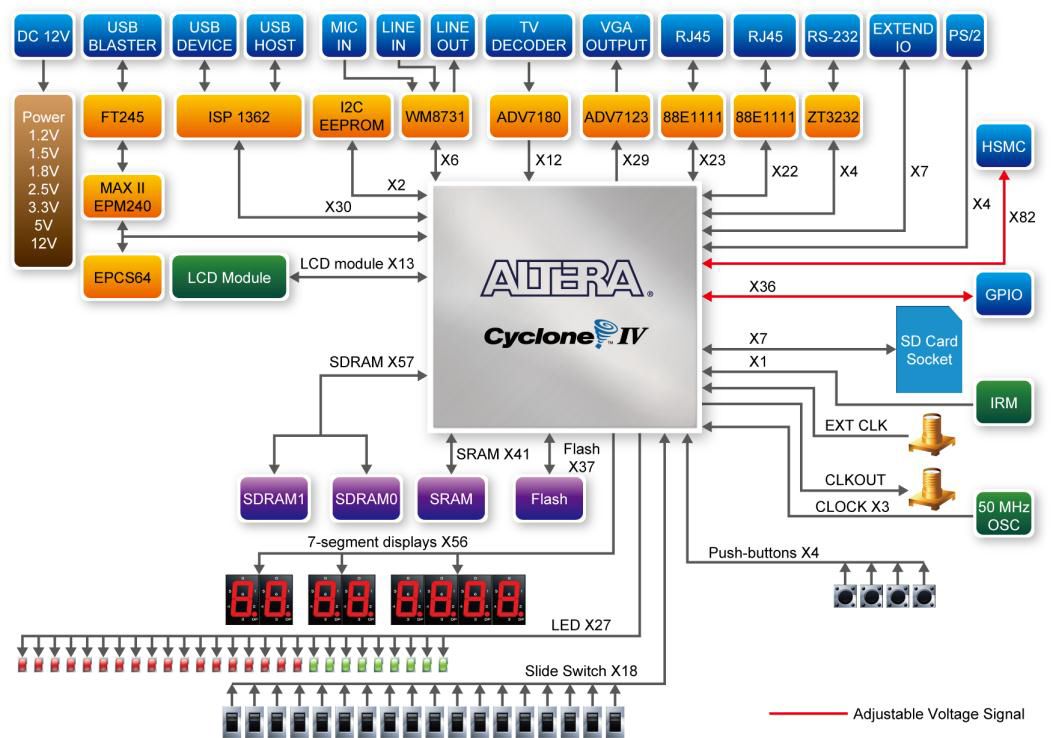 DC 12V
USB
BLASTER
USB
DEVICE
USB
HOST
MIC
IN
LINE
IN
LINE
OUT
TV
DECODER
VGA
OUTPUT
RJ45
RJ45
RS-232
EXTEND
IO
PS/2
Power
1.2V
1.5V
1.8V
2.5V
3.3V
5V
12V
FT245
ISP 1362
I2C
EEPROM
WM8731
ADV7180
ADV7123
88E1111
88E1111
ZT3232
HSMC
X6
X12
X29
X23
X22
X4
X7
X4
X82
X2
X30
MAX II
EPM240
EPCS64
LCD Module
LCD module X13
ALTERA®
Cyclone™ IV
X36
GPIO
X7
SD Card
Socket
X1
IRM
EXT CLK
CLKOUT
CLOCK X3
50 MHz
OSC
SDRAM X57
SRAM X41
Flash
X37
SDRAM1
SDRAM0
SRAM
Flash
7-segment displays X56
Push-buttons X4
LED X27
Slide Switch X18
Adjustable Voltage Signal